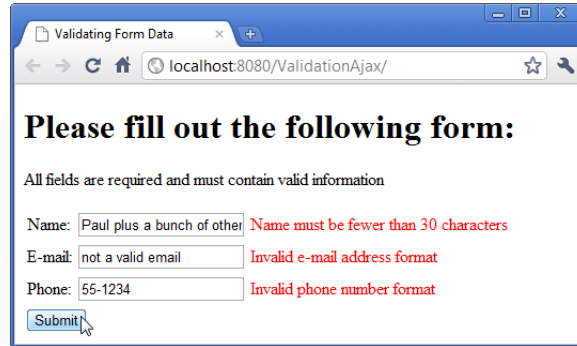 Validating Form Data
localhost:8080/ValidationAjax/
Please fill out the following form:
All fields are required and must contain valid information
Name: Paul plus a bunch of other Name must be fewer than 30 characters
E-mail: not a valid email Invalid e-mail address format
Phone: 55-1234 Invalid phone number format
Submit